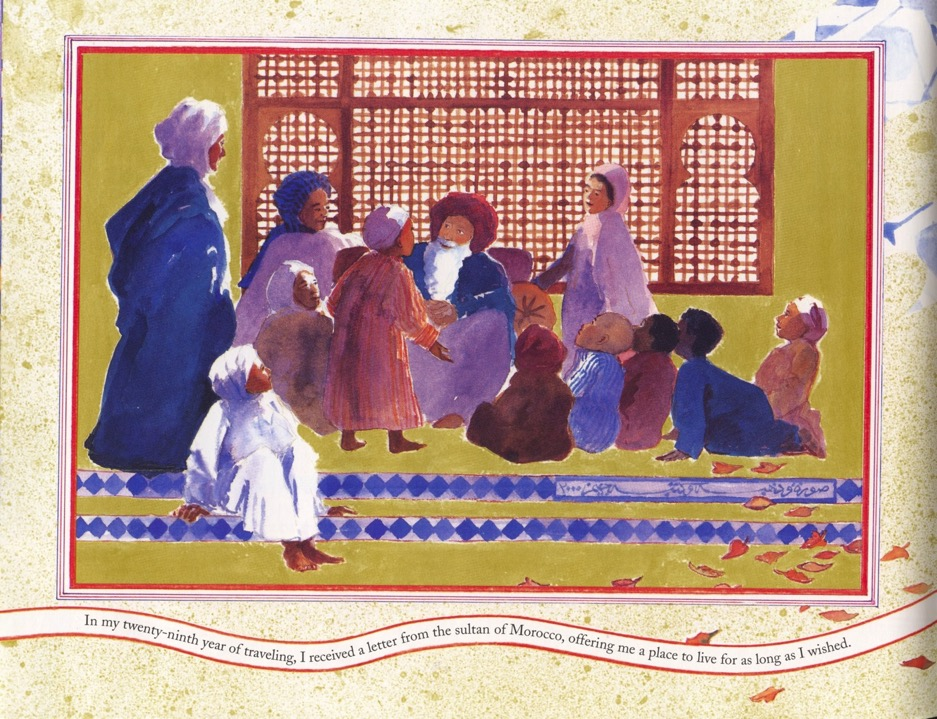 In my twenty-ninth year of traveling, I received a letter from the sultan of Morocco, offering me a place to live for as long as I wished.